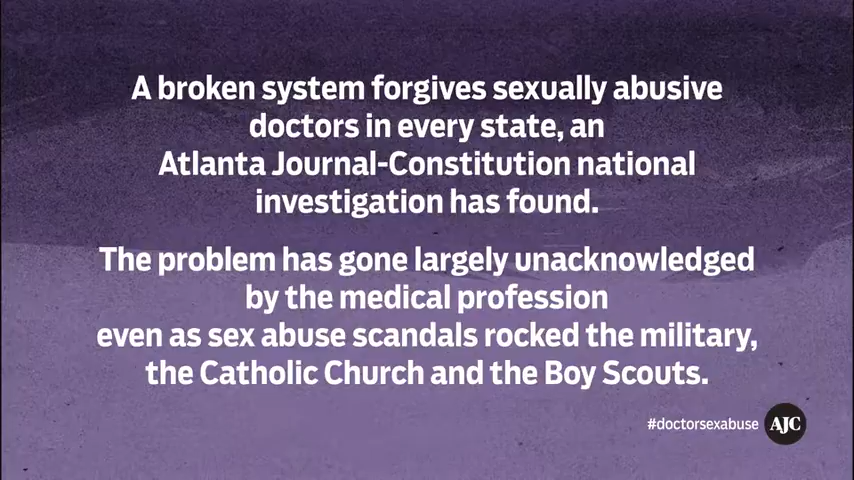 A broken system forgives sexually abusive
doctors in every state, an
Atlanta Journal-Constitution national
investigation has found.
The problem has gone largely unacknowledged
by the medical profession
even as sex abuse scandals rocked the military,
the Catholic Church and the Boy Scouts.
#doctorsexabuse AJC